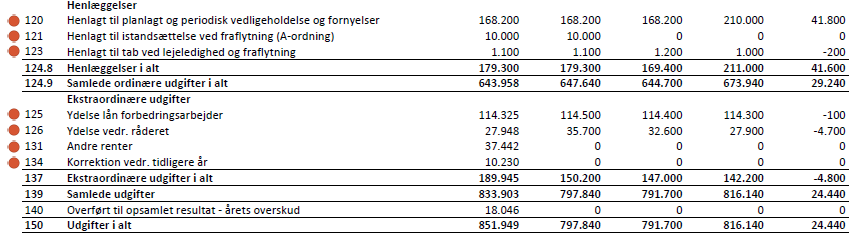 Henlæggelser
120 Henlagt til planlagt og periodisk vedligeholdelse og fornyelser 168.200 168.200 168.200 210.000 41.800
121 Henlagt til istandsættelse ved fraflytning (A-ordning) 10.000 10.000 0 0 0
123 Henlagt til tab ved lejeledighed og fraflytning 1.100 1.100 1.200 1.000 -200
124.8 Henlæggelser i alt 179.300 179.300 169.400 211.000 41.600
124.9 Samlede ordinære udgifter i alt 643.958 647.640 644.700 673.940 29.240
Ekstraordinære udgifter
125 Ydelse lån forbedringsarbejder 114.325 114.500 114.400 114.300 -100
126 Ydelse vedr. råderet 27.948 35.700 32.600 27.900 -4.700
131 Andre renter 37.442 0 0 0 0
134 Korrektion vedr. tidligere år 10.230 0 0 0 0
137 Ekstraordinære udgifter i alt 189.945 150.200 147.000 142.200 -4.800
139 Samlede udgifter 833.903 797.840 791.700 816.140 24.440
140 Overført til opsamlet resultat - årets overskud 18.046 0 0 0 0
150 Udgifter i alt 851.949 797.840 791.700 816.140 24.440